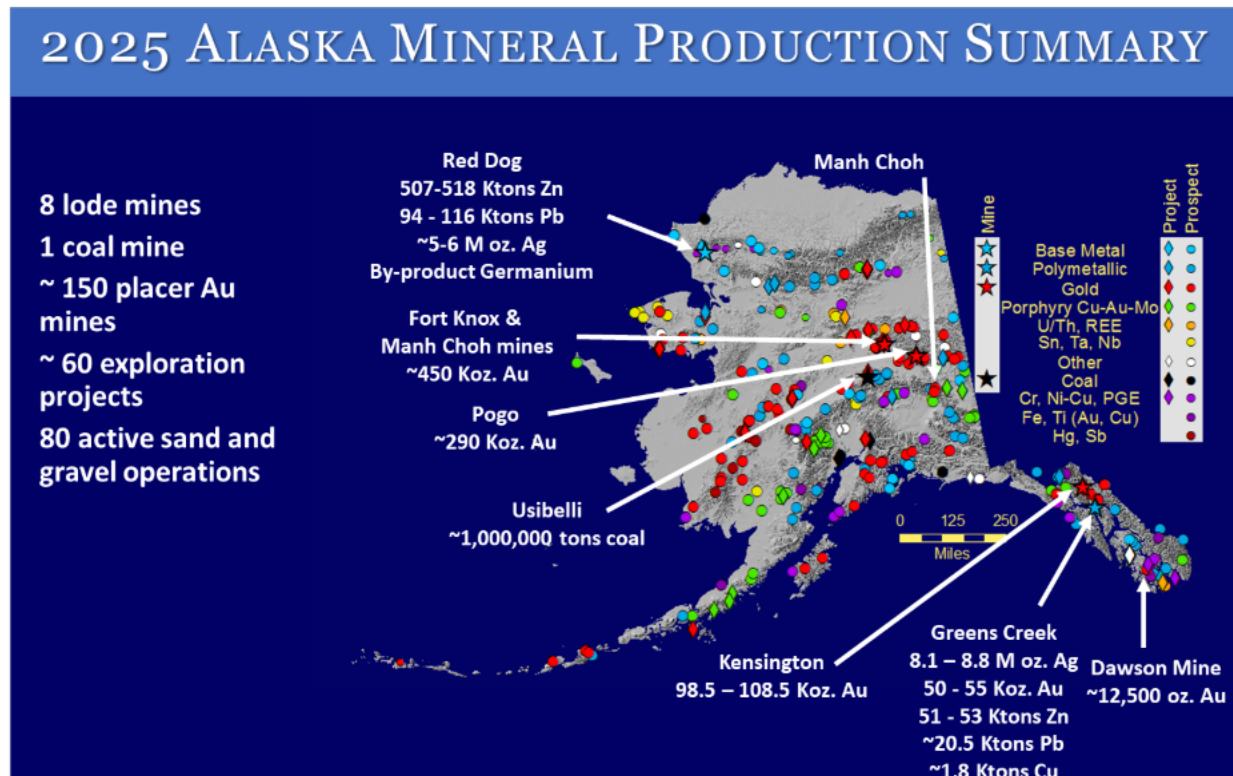 2025 ALASKA MINERAL PRODUCTION SUMMARY
8 lode mines
1 coal mine
~ 150 placer Au
mines
~ 60 exploration
projects
80 active sand and
gravel operations
Red Dog
507-518 Ktons Zn
94 - 116 Ktons Pb
~5-6 M oz. Ag
By-product Germanium
Fort Knox &
Manh Choh mines
~450 Koz. Au
Pogo
~290 Koz. Au
Usibelli
~1,000,000 tons coal
Manh Choh
Mine
Project
Prospect
Base Metal
Polymetallic
Gold
Porphyry Cu-Au-Mo
U/Th, REE
Sn, Ta, Nb
Other
Coal
Cr, Ni-Cu, PGE
Fe, Ti (Au, Cu)
Hg, Sb
0 125 250
Miles
Kensington
98.5 – 108.5 Koz. Au
Greens Creek
8.1 – 8.8 M oz. Ag
50 - 55 Koz. Au
51 - 53 Ktons Zn
~20.5 Ktons Pb
~1.8 Ktons Cu
Dawson Mine
~12,500 oz. Au